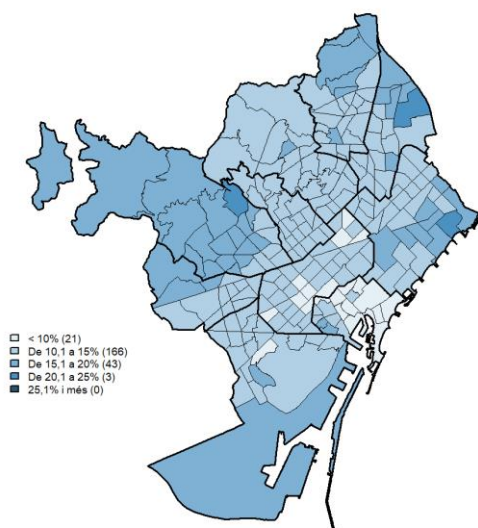 < 10% (21)
De 10,1 a 15% (166)
De 15,1 a 20% (43)
De 20,1 a 25% (3)
25,1% i més (0)